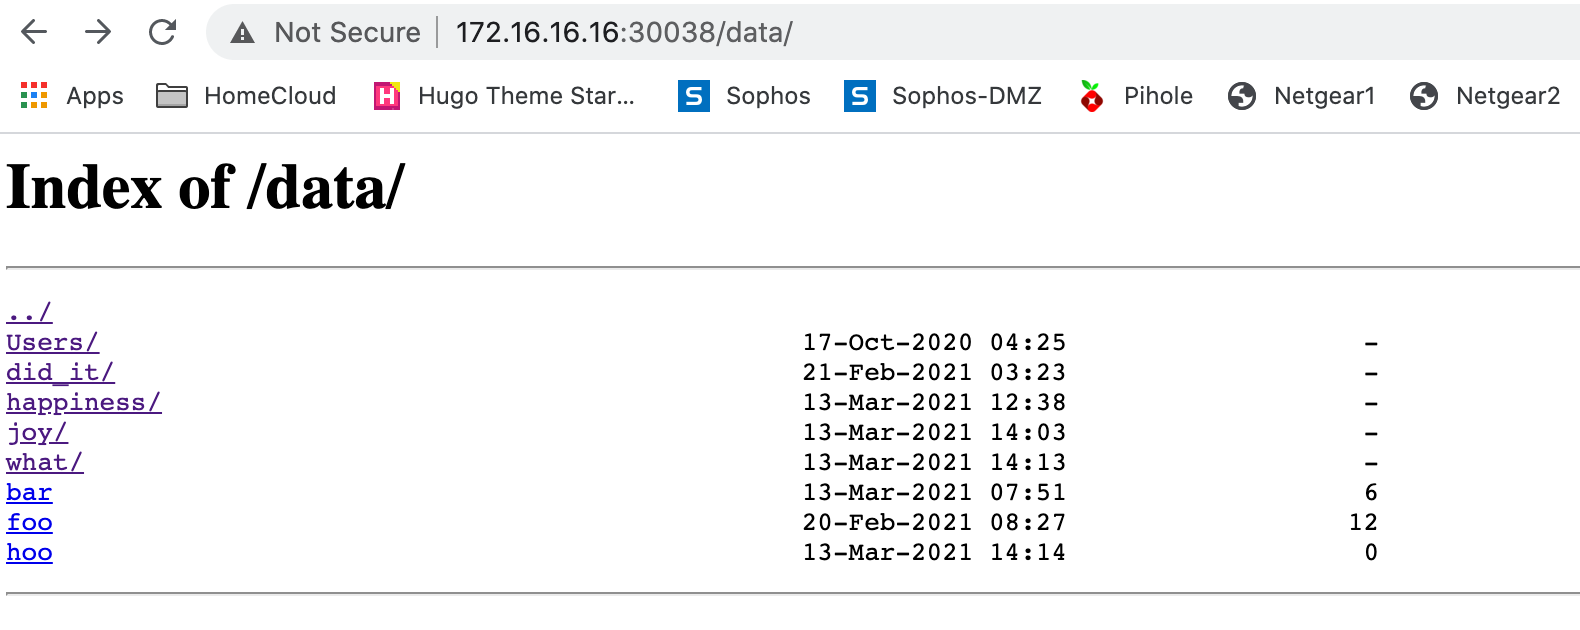 Not Secure 172.16.16.16:30038/data/
Apps HomeCloud H Hugo Theme Star... S Sophos S Sophos-DMZ Pihole Netgear1 Netgear2
Index of /data/
../
Users/ 17-Oct-2020 04:25 -
did_it/ 21-Feb-2021 03:23 -
happiness/ 13-Mar-2021 12:38 -
joy/ 13-Mar-2021 14:03 -
what/ 13-Mar-2021 14:13 -
bar 13-Mar-2021 07:51 6
foo 20-Feb-2021 08:27 12
hoo 13-Mar-2021 14:14 0